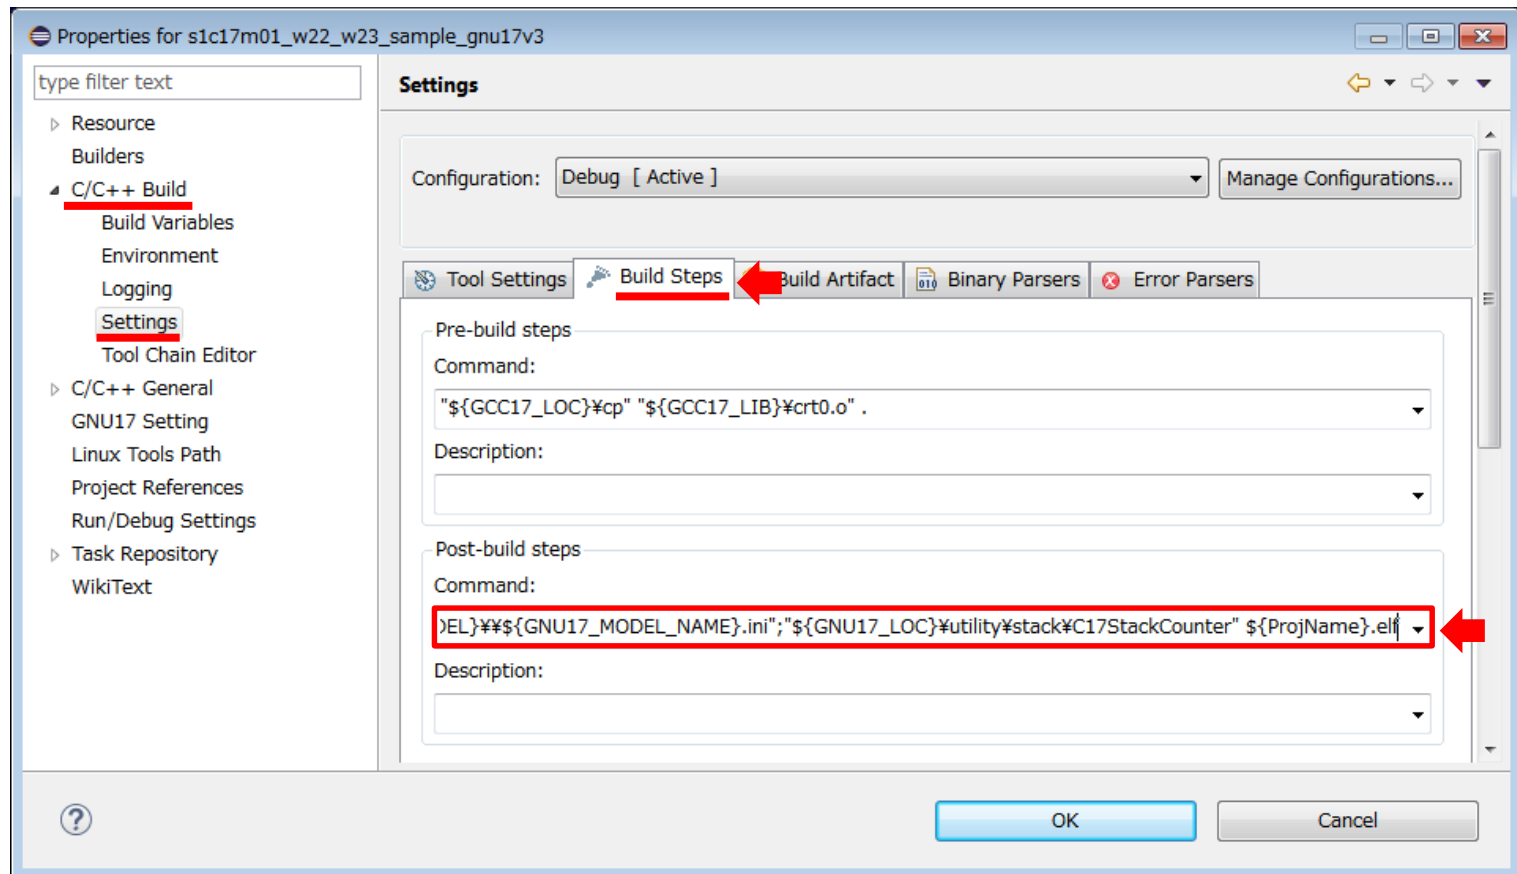 Properties for s1c17m01_w22_w23_sample_gnu17v3
type filter text
Resource
Builders
C/C++ Build
Build Variables
Environment
Logging
Settings
Tool Chain Editor
C/C++ General
GNU17 Setting
Linux Tools Path
Project References
Run/Debug Settings
Task Repository
WikiText
Settings
Configuration: Debug [ Active ] Manage Configurations...
Tool Settings Build Steps Build Artifact Binary Parsers Error Parsers
Pre-build steps
Command:
"${GCC17_LOC}¥cp" "${GCC17_LIB}¥crt0.o" .
Description:
Post-build steps
Command:
DEL}¥¥${GNU17_MODEL_NAME}.ini";"${GNU17_LOC}¥utility¥stack¥C17StackCounter" ${ProjName}.elf
Description:
OK Cancel